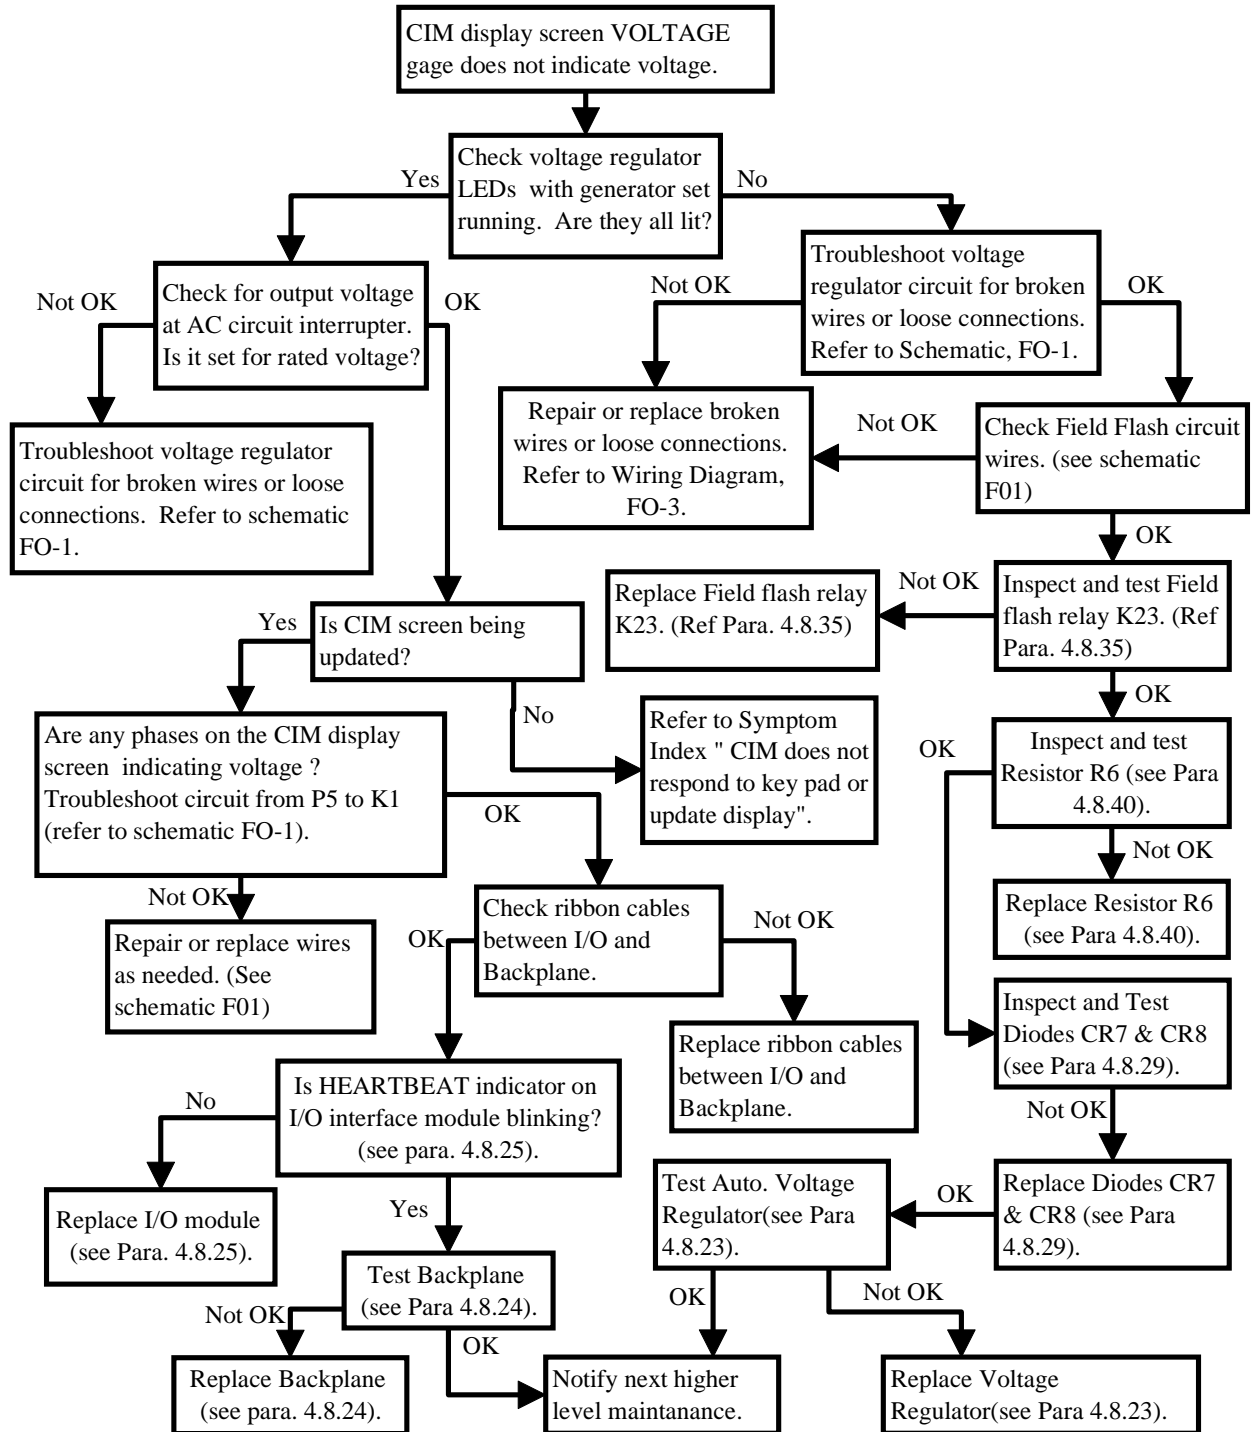 CIM display screen VOLTAGE
gage does not indicate voltage.
Check voltage regulator
LEDs with generator set
running. Are they all lit?
Yes
No
Check for output voltage
at AC circuit interrupter.
Is it set for rated voltage?
Not OK
OK
Troubleshoot voltage
regulator circuit for broken
wires or loose connections.
Refer to Schematic, FO-1.
Not OK
OK
Troubleshoot voltage regulator
circuit for broken wires or loose
connections. Refer to schematic
FO-1.
Repair or replace broken
wires or loose connections.
Refer to Wiring Diagram,
FO-3.
Not OK
Check Field Flash circuit
wires. (see schematic
F01)
OK
Replace Field flash relay
K23. (Ref Para. 4.8.35)
Not OK
Inspect and test Field
flash relay K23. (Ref
Para. 4.8.35)
OK
Yes
Is CIM screen being
updated?
No
Are any phases on the CIM display
screen indicating voltage ?
Troubleshoot circuit from P5 to K1
(refer to schematic FO-1).
OK
Not OK
Refer to Symptom
Index " CIM does not
respond to key pad or
update display".
OK
Inspect and test
Resistor R6 (see Para
4.8.40).
Not OK
Repair or replace wires
as needed. (See
schematic F01)
Check ribbon cables
between I/O and
Backplane.
OK
Not OK
Replace Resistor R6
(see Para 4.8.40).
Replace ribbon cables
between I/O and
Backplane.
Inspect and Test
Diodes CR7 & CR8
(see Para 4.8.29).
Not OK
Is HEARTBEAT indicator on
I/O interface module blinking?
(see para. 4.8.25).
No
Yes
Replace I/O module
(see Para. 4.8.25).
Test Auto. Voltage
Regulator(see Para
4.8.23).
OK
Replace Diodes CR7
& CR8 (see Para
4.8.29).
Test Backplane
(see Para 4.8.24).
Not OK
OK
OK
Not OK
Replace Backplane
(see para. 4.8.24).
Notify next higher
level maintanance.
Replace Voltage
Regulator(see Para 4.8.23).